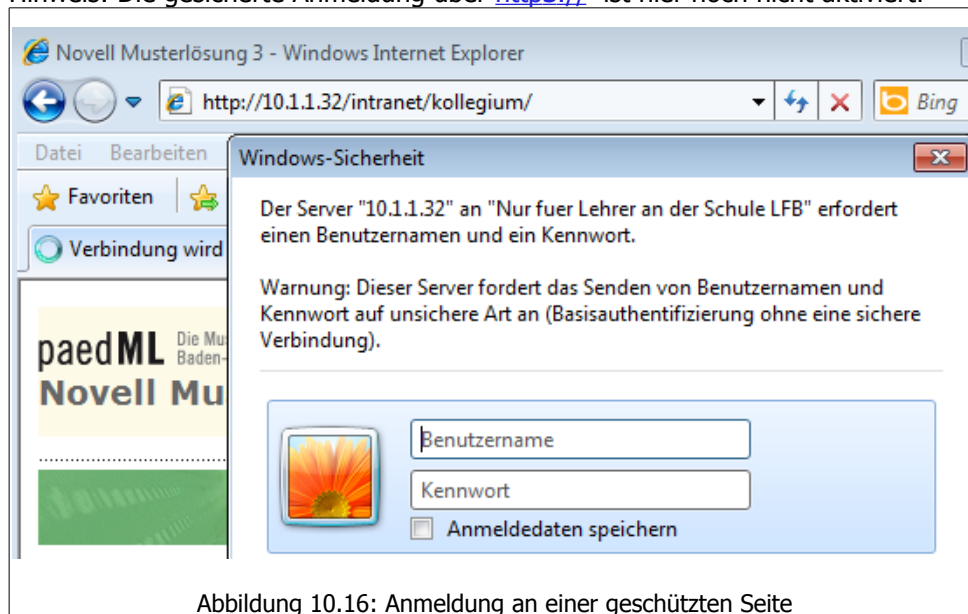 Hinweis: Die gesicherte Anmeldung über https:// ist hier noch nicht aktiviert.
Novell Musterlösung 3 - Windows Internet Explorer
http://10.1.1.32/intranet/kollegium/
Bing
Datei Bearbeiten
Windows-Sicherheit
Favoriten
Der Server "10.1.1.32" an "Nur fuer Lehrer an der Schule LFB" erfordert
einen Benutzernamen und ein Kennwort.
Verbindung wird
Warnung: Dieser Server fordert das Senden von Benutzernamen und
Kennwort auf unsichere Art an (Basisauthentifizierung ohne eine sichere
Verbindung).
paedML Die Mu
Baden-
Novell Mu
Benutzername
Kennwort
Anmeldedaten speichern
Abbildung 10.16: Anmeldung an einer geschützten Seite